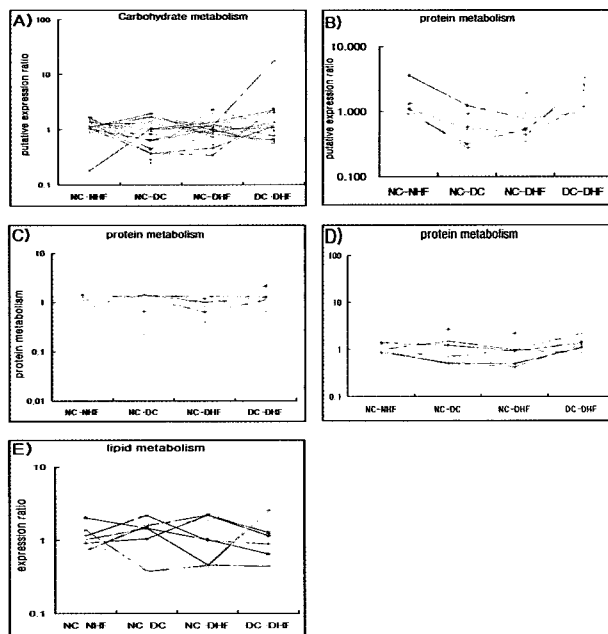 A) Carbohydrate metabolism
putative expression ratio
100
10
1
0.1
NC-NHF NC-DC NC-DHF DC-DHF
B) protein metabolism
putative expression ratio
10.000
1.000
0.100
NC-NHF NC-DC NC-DHF DC-DHF
C) protein metabolism
protein metabolism
10
1
0.1
0.01
NC-NHF NC-DC NC-DHF DC-DHF
D) protein metabolism
expression ratio
100
10
1
0.1
NC-NHF NC-DC NC-DHF DC-DHF
E) lipid metabolism
expression ratio
10
1
0.1
NC-NHF NC-DC NC-DHF DC-DHF